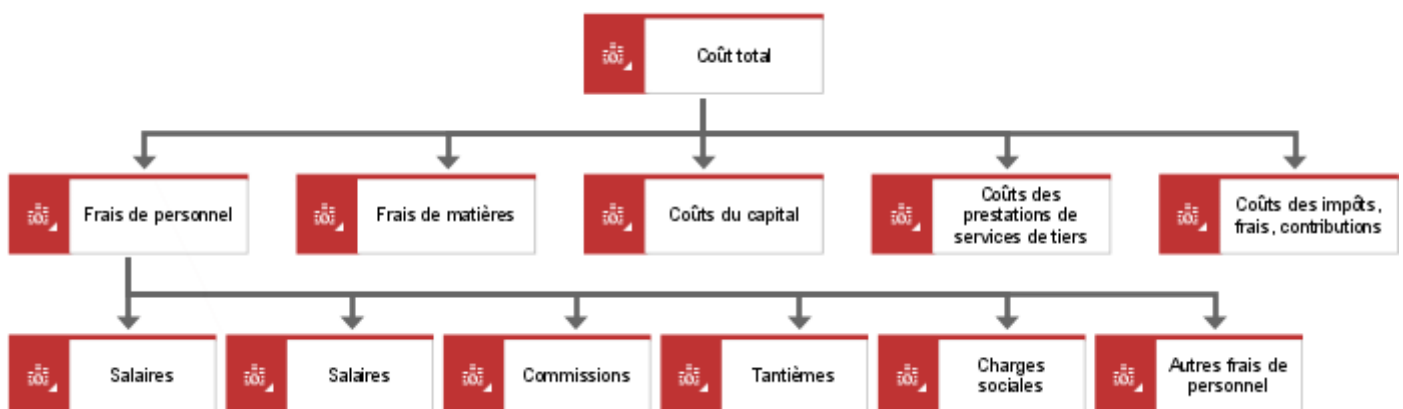 Coût total
Frais de personnel
Frais de matières
Coûts du capital
Coûts des
prestations de
services de tiers
Coûts des impôts,
frais, contributions
Salaires
Salaires
Commissions
Tantièmes
Charges
sociales
Autres frais de
personnel